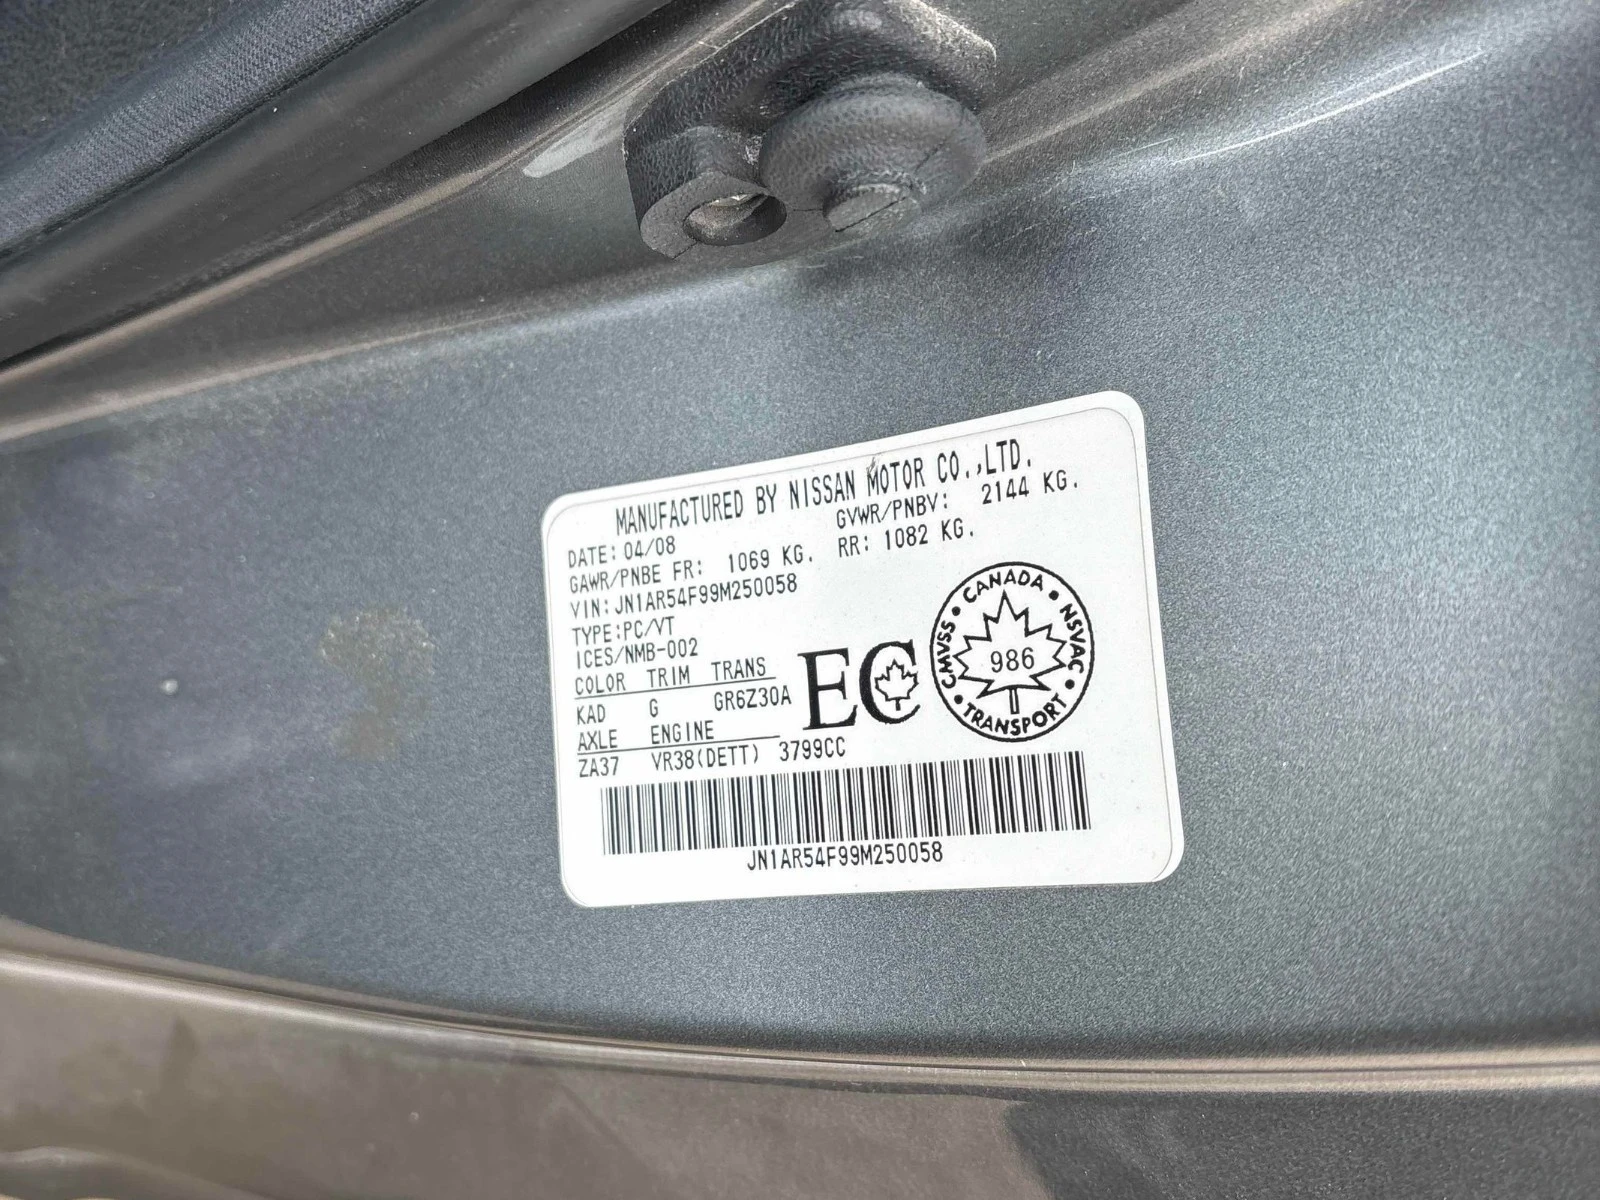 MANUFACTURED BY NISSAN MOTOR CO.,LTD.
DATE: 04/08 GVWR/PNBV: 2144 KG.
GAWR/PNBE FR: 1069 KG. RR: 1082 KG.
VIN: JN1AR54F99M250058
TYPE: PC/VT
ICES/NMB-002
COLOR TRIM TRANS
KAD G GR6Z30A
AXLE ENGINE
ZA37 VR38(DETT) 3799CC
EC
CANADA • NSVAC • TRANSPORT • CMVSS •
986
JN1AR54F99M250058